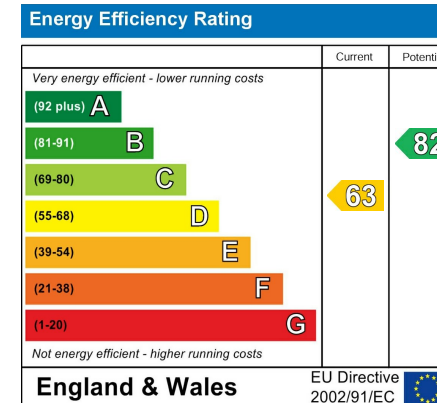 Energy Efficiency Rating
Current
Potenti
Very energy efficient - lower running costs
(92 plus) A
(81-91) B
82
(69-80) C
63
(55-68) D
(39-54) E
(21-38) F
(1-20) G
Not energy efficient - higher running costs
England & Wales
EU Directive
2002/91/EC